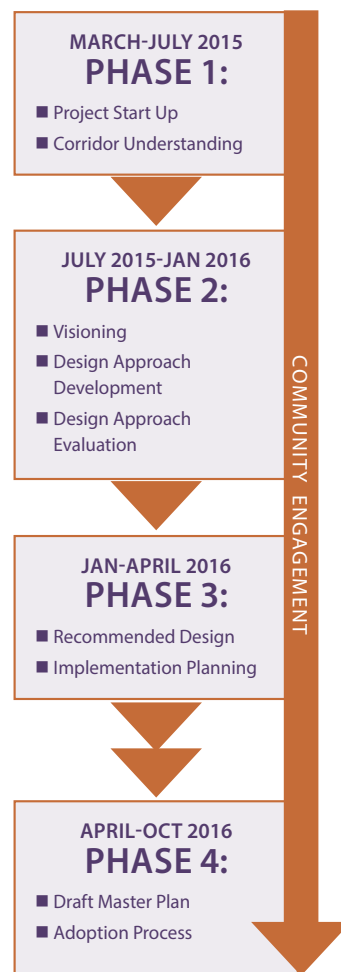 MARCH-JULY 2015
PHASE 1:
■ Project Start Up
■ Corridor Understanding
JULY 2015-JAN 2016
PHASE 2:
■ Visioning
■ Design Approach
Development
■ Design Approach
Evaluation
JAN-APRIL 2016
PHASE 3:
■ Recommended Design
■ Implementation Planning
APRIL-OCT 2016
PHASE 4:
■ Draft Master Plan
■ Adoption Process
COMMUNITY ENGAGEMENT